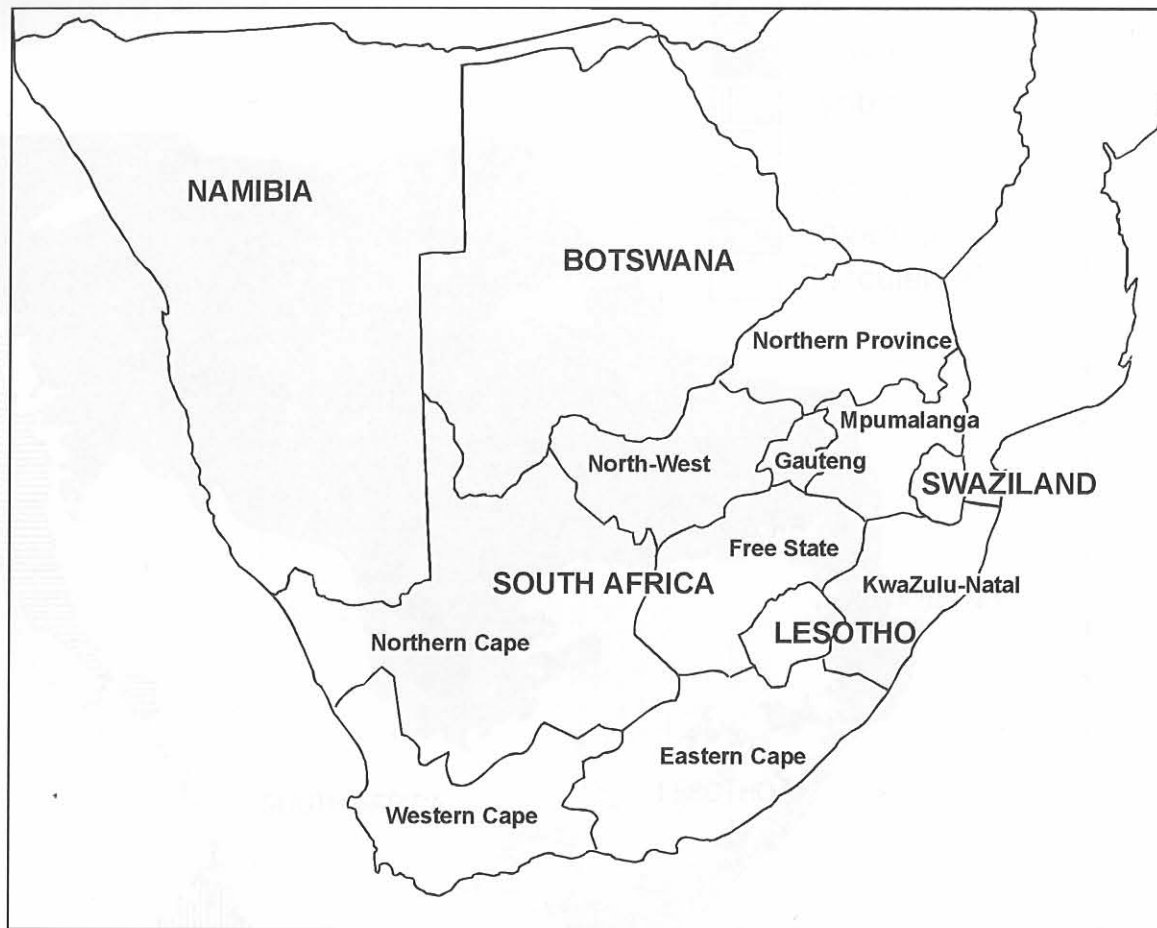 NAMIBIA
BOTSWANA
Northern Province
Mpumalanga
North-West
Gauteng
SWAZILAND
Free State
SOUTH AFRICA
KwaZulu-Natal
LESOTHO
Northern Cape
Eastern Cape
Western Cape